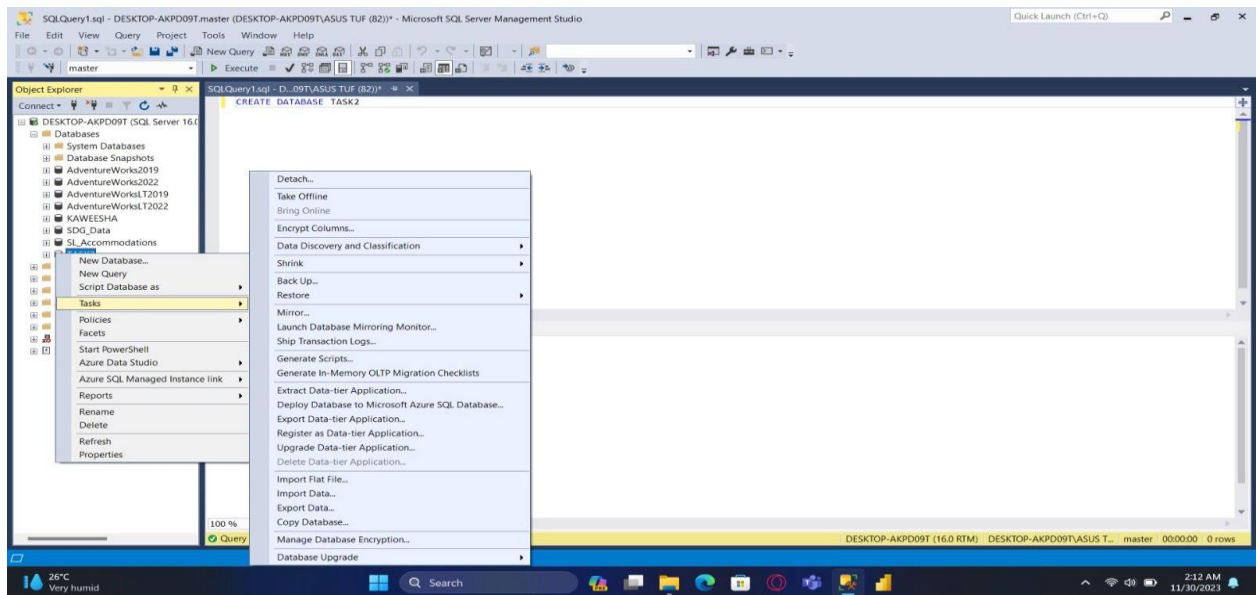 SQLQuery1.sql - DESKTOP-AKPD09T.master (DESKTOP-AKPD09T\ASUS TUF (82))* - Microsoft SQL Server Management Studio
Quick Launch (Ctrl+Q)
File Edit View Query Project Tools Window Help
New Query
master
Execute
Object Explorer
SQLQuery1.sql - D...09T\ASUS TUF (82))*
Connect
CREATE DATABASE TASK2
DESKTOP-AKPD09T (SQL Server 16.0
Databases
System Databases
Database Snapshots
AdventureWorks2019
AdventureWorks2022
AdventureWorksLT2019
AdventureWorksLT2022
KAWEESHA
SDG_Data
SL_Accommodations
New Database...
New Query
Script Database as
Tasks
Policies
Facets
Start PowerShell
Azure Data Studio
Azure SQL Managed Instance link
Reports
Rename
Delete
Refresh
Properties
Detach...
Take Offline
Bring Online
Encrypt Columns...
Data Discovery and Classification
Shrink
Back Up...
Restore
Mirror...
Launch Database Mirroring Monitor...
Ship Transaction Logs...
Generate Scripts...
Generate In-Memory OLTP Migration Checklists
Extract Data-tier Application...
Deploy Database to Microsoft Azure SQL Database...
Export Data-tier Application...
Register as Data-tier Application...
Upgrade Data-tier Application...
Delete Data-tier Application...
Import Flat File...
Import Data...
Export Data...
Copy Database...
Manage Database Encryption...
Database Upgrade
100 %
Query
DESKTOP-AKPD09T (16.0 RTM) DESKTOP-AKPD09T\ASUS T... master 00:00:00 0 rows
26°C
Very humid
Search
2:12 AM
11/30/2023